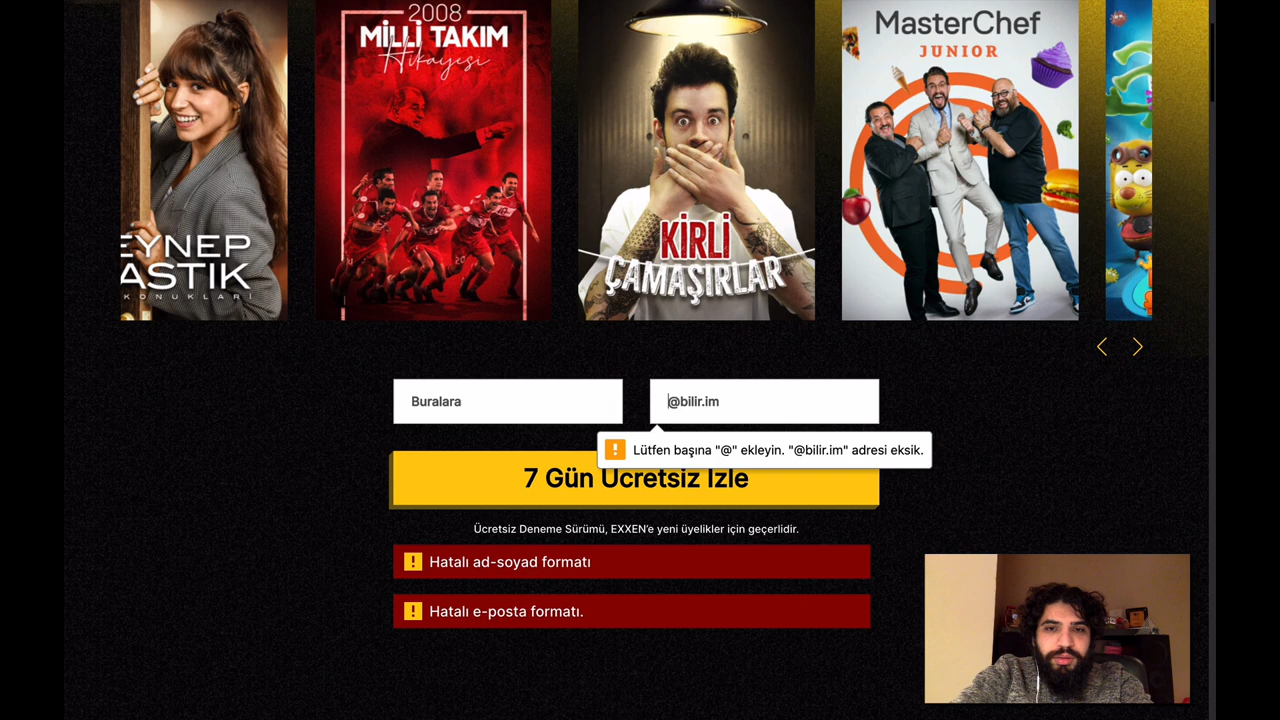 EYNEP
ASTIK
KONUKLARI
2008
MİLLİ TAKIM
Hikayesi
KİRLİ
ÇAMAŞIRLAR
MasterChef
JUNIOR
Buralara
@bilir.im
Lütfen başına "@" ekleyin. "@bilir.im" adresi eksik.
7 Gün Ücretsiz İzle
Ücretsiz Deneme Sürümü, EXXEN'e yeni üyelikler için geçerlidir.
! Hatalı ad-soyad formatı
! Hatalı e-posta formatı.